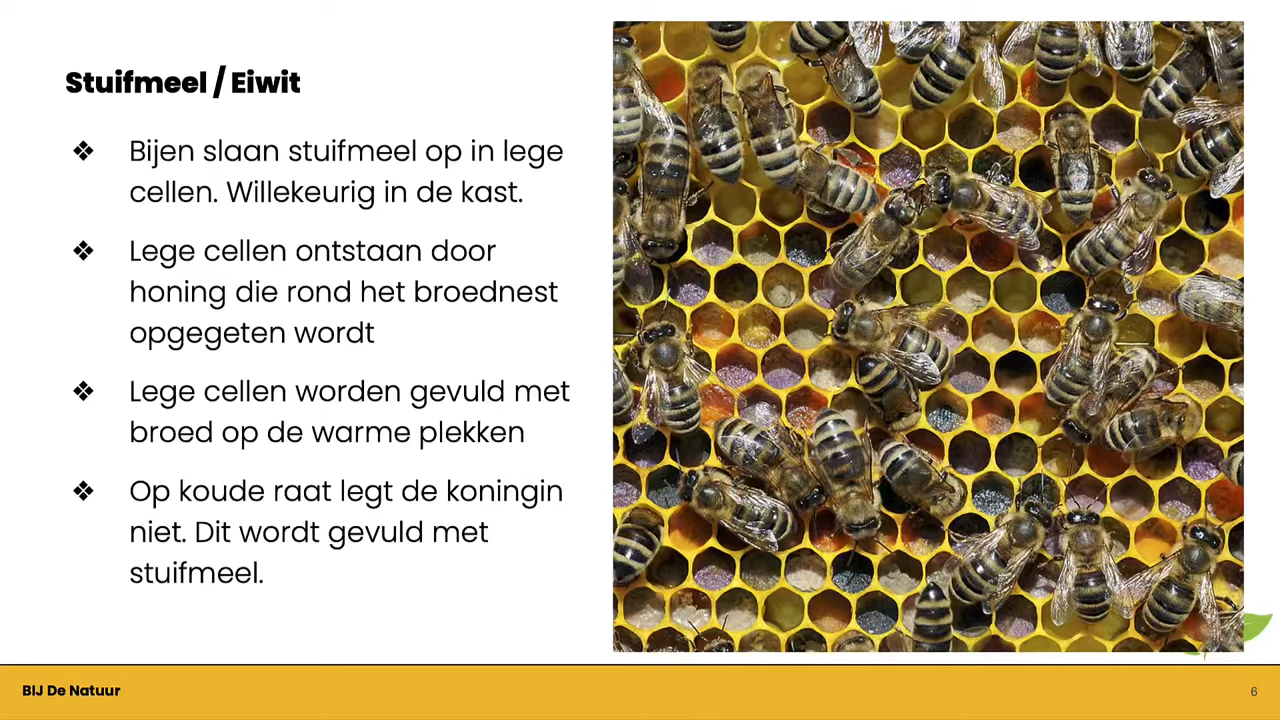 Stuifmeel / Eiwit
❖ Bijen slaan stuifmeel op in lege
cellen. Willekeurig in de kast.
❖ Lege cellen ontstaan door
honing die rond het broednest
opgegeten wordt
❖ Lege cellen worden gevuld met
broed op de warme plekken
❖ Op koude raat legt de koningin
niet. Dit wordt gevuld met
stuifmeel.
BIJ De Natuur
6